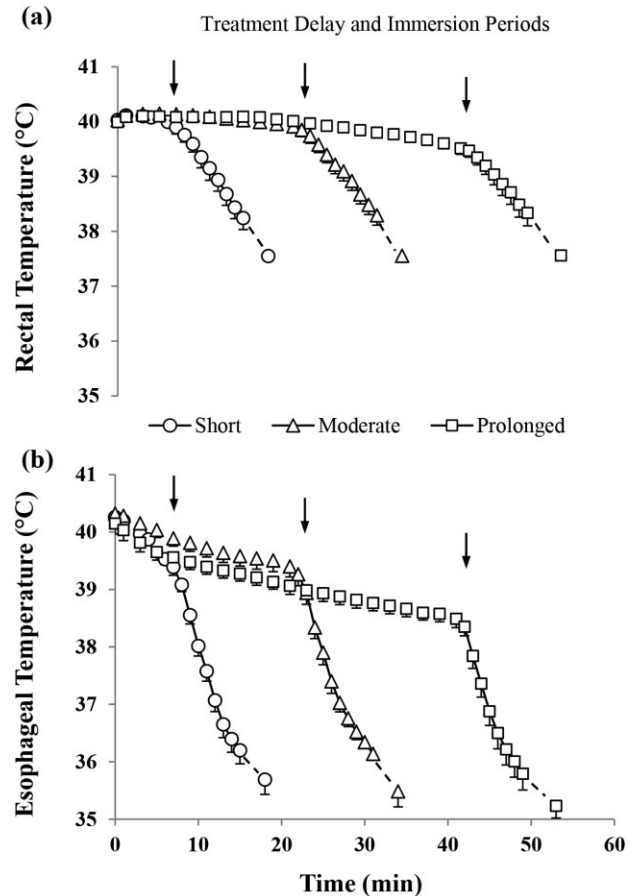 (a)
Treatment Delay and Immersion Periods
41
40
39
38
37
36
35
Rectal Temperature (°C)
Short
Moderate
Prolonged
(b)
41
40
39
38
37
36
35
Esophageal Temperature (°C)
0 10 20 30 40 50 60
Time (min)